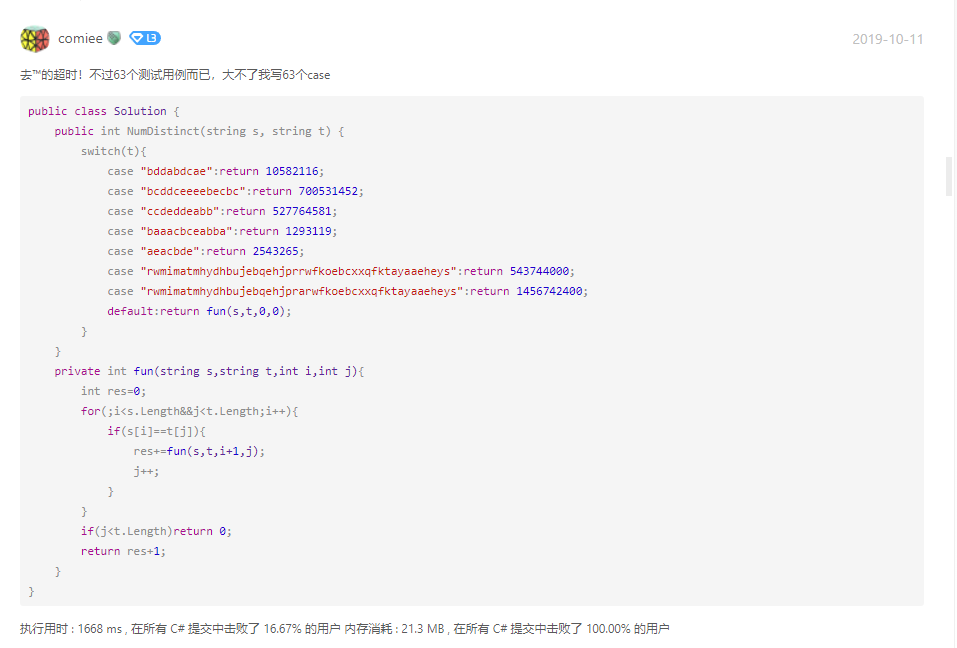 comiee L3 2019-10-11
去™的超时！不过63个测试用例而已，大不了我写63个case
public class Solution {
    public int NumDistinct(string s, string t) {
        switch(t){
            case "bddabdcae":return 10582116;
            case "bcddceeeebecbc":return 700531452;
            case "ccdeddeabb":return 527764581;
            case "baaacbceabba":return 1293119;
            case "aeacbde":return 2543265;
            case "rwmimatmhydhbujebqehjprrwfkoebcxxqfktayaaeheys":return 543744000;
            case "rwmimatmhydhbujebqehjprarwfkoebcxxqfktayaaeheys":return 1456742400;
            default:return fun(s,t,0,0);
        }
    }
    private int fun(string s,string t,int i,int j){
        int res=0;
        for(;i<s.Length&&j<t.Length;i++){
            if(s[i]==t[j]){
                res+=fun(s,t,i+1,j);
                j++;
            }
        }
        if(j<t.Length)return 0;
        return res+1;
    }
}
执行用时 : 1668 ms , 在所有 C# 提交中击败了 16.67% 的用户 内存消耗 : 21.3 MB , 在所有 C# 提交中击败了 100.00% 的用户